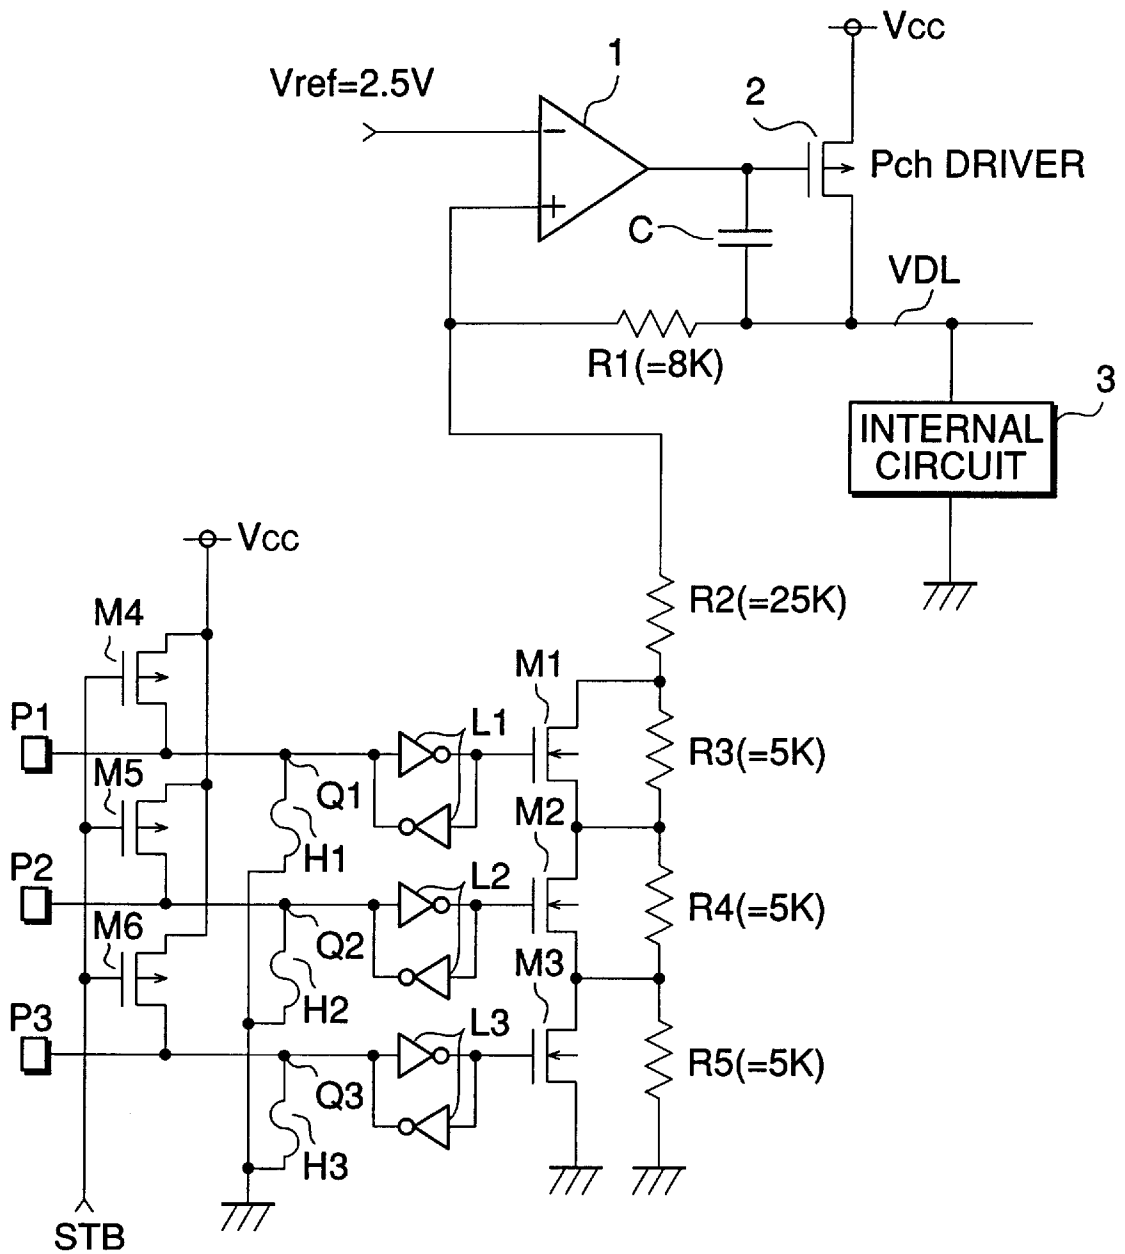 Vcc
1
Vref=2.5V
2
−
Pch DRIVER
+
C
VDL
R1(=8K)
3
INTERNAL
CIRCUIT
Vcc
R2(=25K)
M4
M1
P1
L1
R3(=5K)
M5
Q1
M2
H1
P2
L2
R4(=5K)
M6
Q2
M3
H2
P3
L3
R5(=5K)
Q3
H3
STB